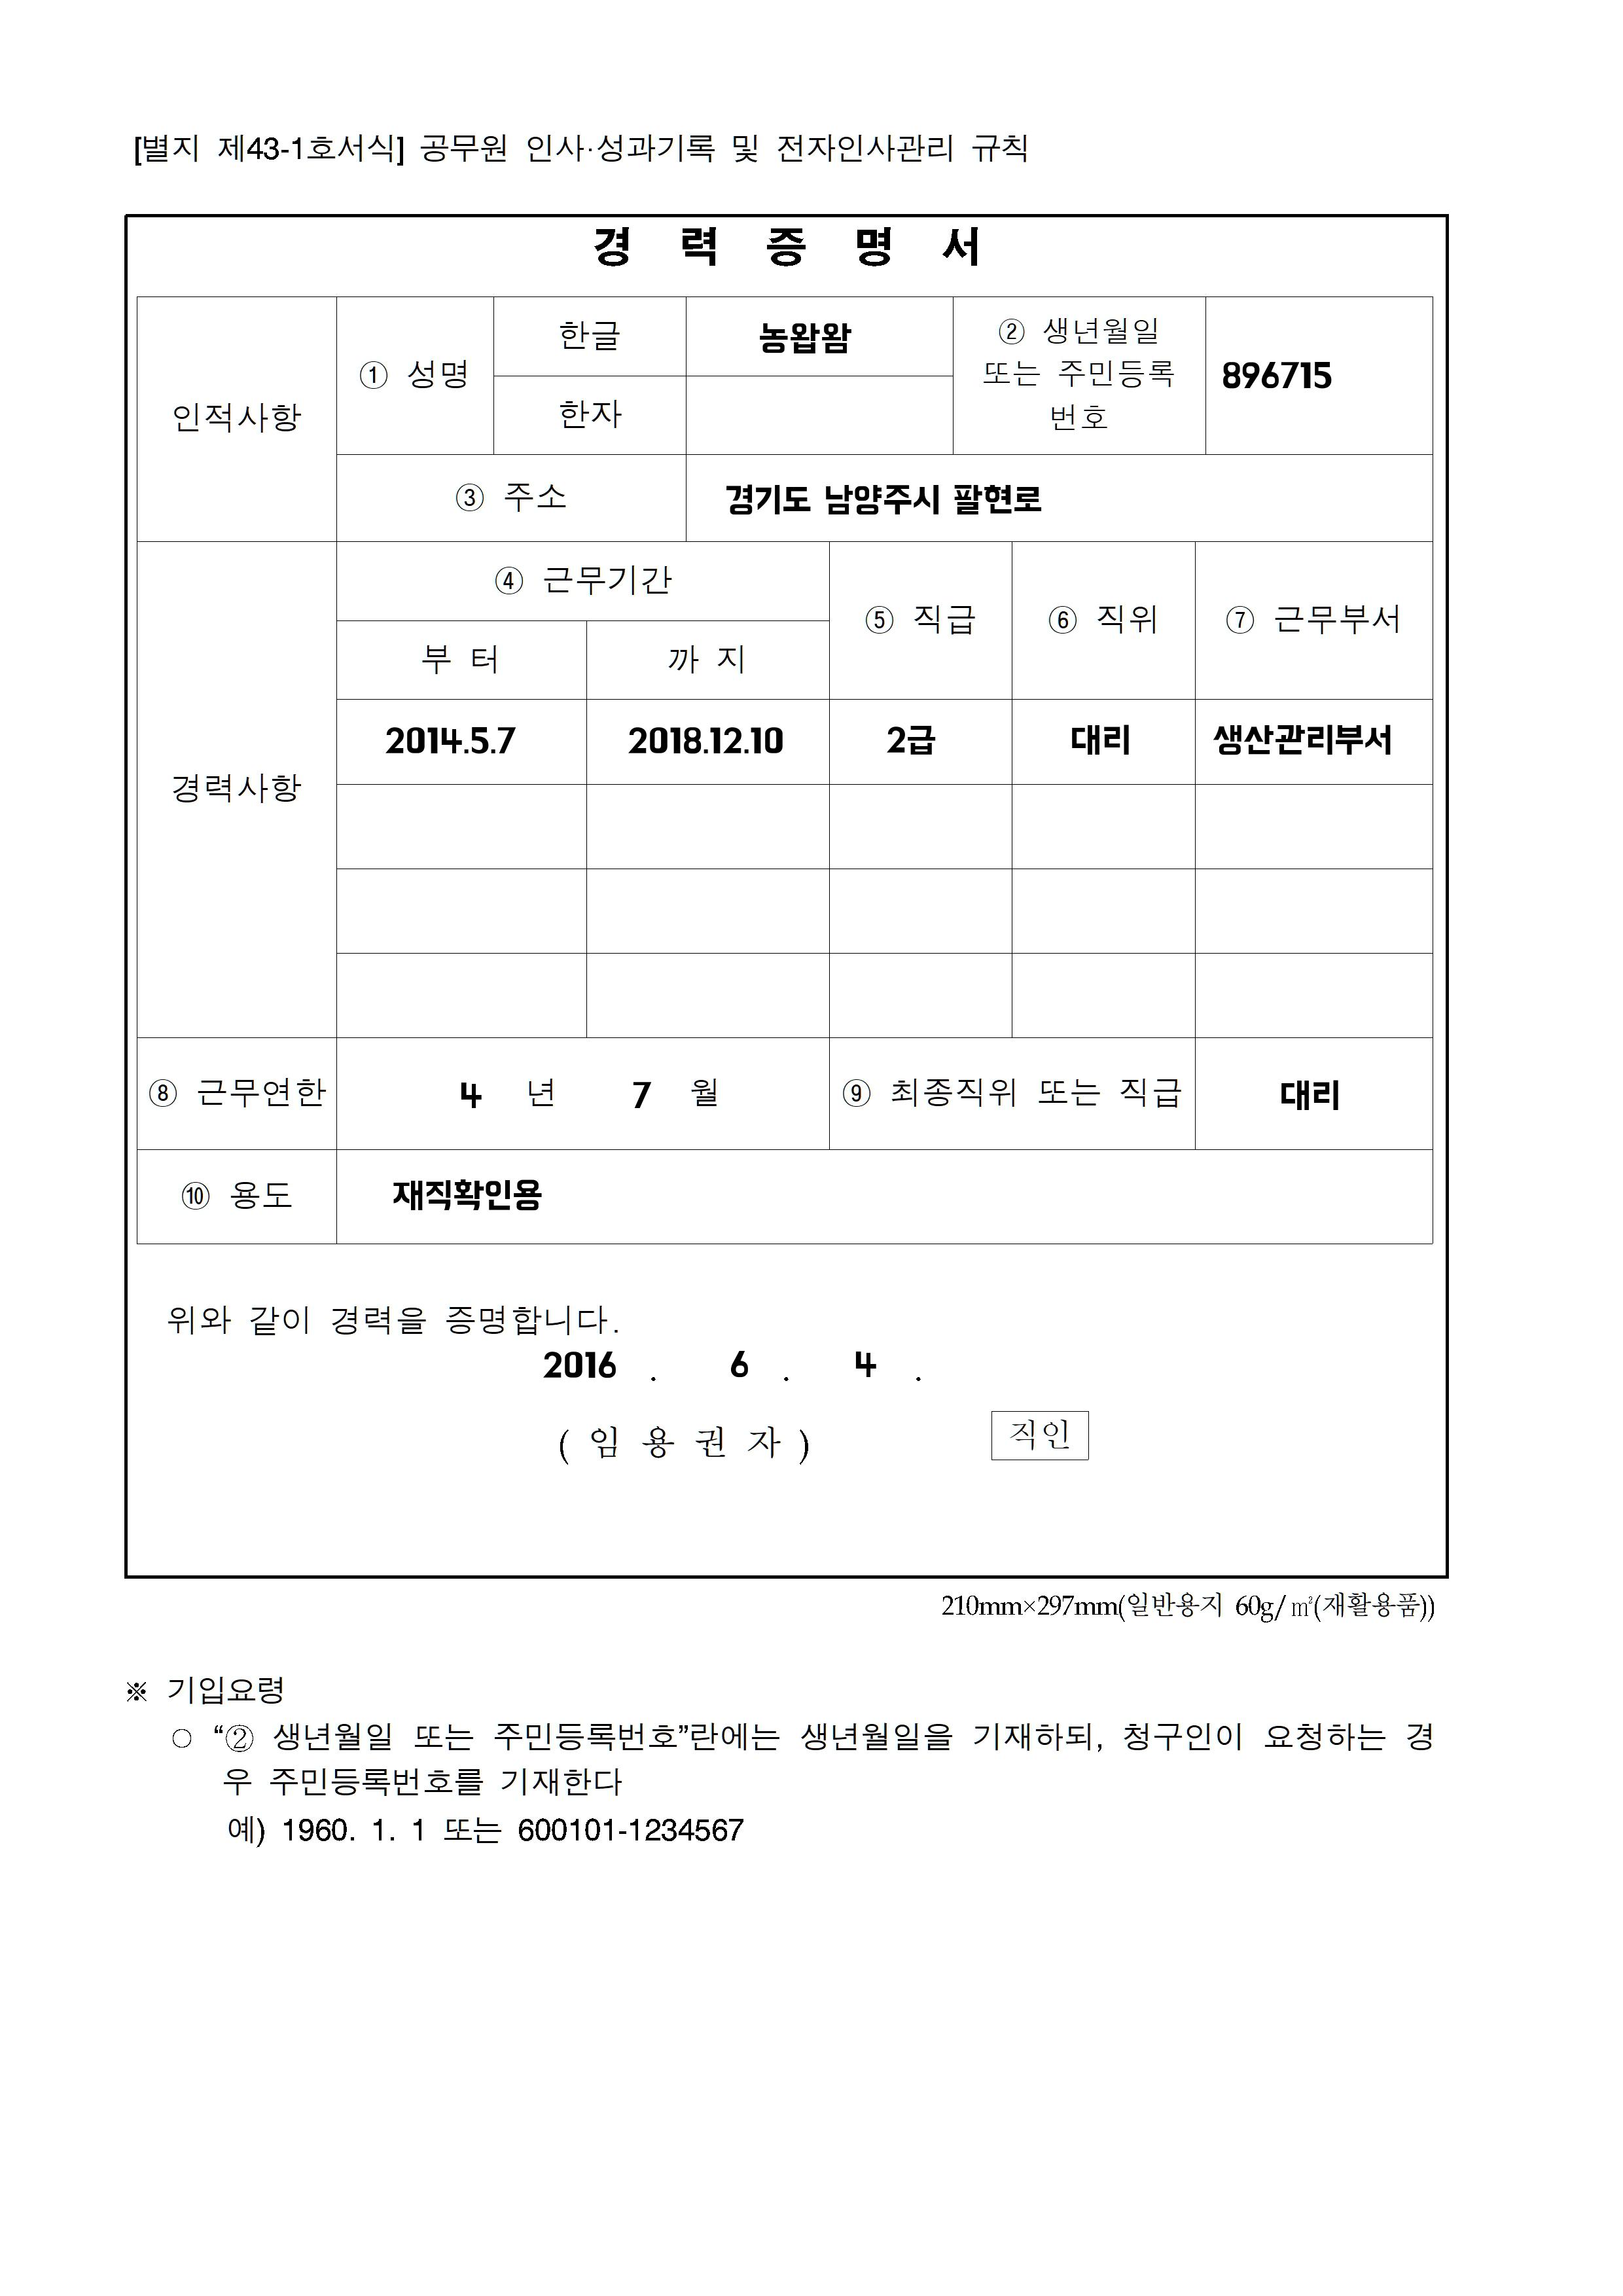 [별지 제43-1호서식] 공무원 인사·성과기록 및 전자인사관리 규칙
경 력 증 명 서
인적사항
① 성명
한글
농왑왐
② 생년월일
또는 주민등록
번호
896715
한자
③ 주소
경기도 남양주시 팔현로
경력사항
④ 근무기간
⑤ 직급
⑥ 직위
⑦ 근무부서
부 터
까 지
2014.5.7
2018.12.10
2급
대리
생산관리부서
⑧ 근무연한
4 년 7 월
⑨ 최종직위 또는 직급
대리
⑩ 용도
재직확인용
위와 같이 경력을 증명합니다.
2016 . 6 . 4 .
( 임 용 권 자 )
직인
210mm×297mm(일반용지 60g/㎡(재활용품))
※ 기입요령
○ “② 생년월일 또는 주민등록번호”란에는 생년월일을 기재하되, 청구인이 요청하는 경
우 주민등록번호를 기재한다
예) 1960. 1. 1 또는 600101-1234567